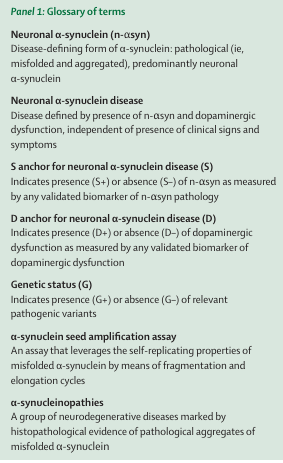 Panel 1: Glossary of terms
Neuronal α-synuclein (n-αsyn)
Disease-defining form of α-synuclein: pathological (ie,
misfolded and aggregated), predominantly neuronal
α-synuclein
Neuronal α-synuclein disease
Disease defined by presence of n-αsyn and dopaminergic
dysfunction, independent of presence of clinical signs and
symptoms
S anchor for neuronal α-synuclein disease (S)
Indicates presence (S+) or absence (S–) of n-αsyn as measured
by any validated biomarker of n-αsyn pathology
D anchor for neuronal α-synuclein disease (D)
Indicates presence (D+) or absence (D–) of dopaminergic
dysfunction as measured by any validated biomarker of
dopaminergic dysfunction
Genetic status (G)
Indicates presence (G+) or absence (G–) of relevant
pathogenic variants
α-synuclein seed amplification assay
An assay that leverages the self-replicating properties of
misfolded α-synuclein by means of fragmentation and
elongation cycles
α-synucleinopathies
A group of neurodegenerative diseases marked by
histopathological evidence of pathological aggregates of
misfolded α-synuclein